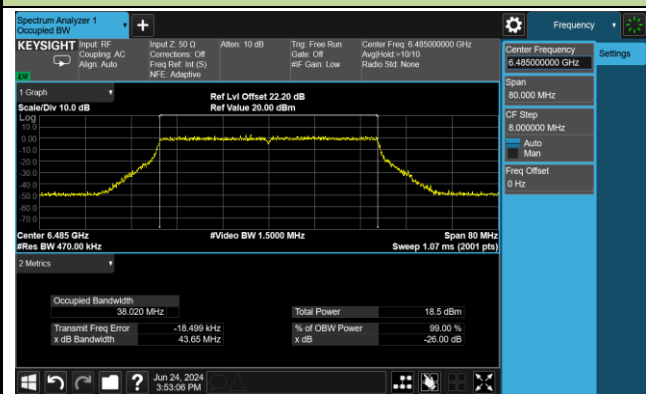 Spectrum Analyzer 1
Occupied BW
Frequency
KEYSIGHT
Input: RF
Coupling: AC
Align: Auto
Input Z: 50 Ω
Corrections: Off
Freq Ref: Int (S)
NFE: Adaptive
Atten: 10 dB
Trig: Free Run
Gate: Off
#IF Gain: Low
Center Freq: 6.485000000 GHz
Avg|Hold:>10/10
Radio Std: None
Center Frequency
6.485000000 GHz
Settings
Span
80.000 MHz
CF Step
8.000000 MHz
Auto
Man
Freq Offset
0 Hz
1 Graph
Scale/Div 10.0 dB
Ref Lvl Offset 22.20 dB
Ref Value 20.00 dBm
Log
10.0
0.00
-10.0
-20.0
-30.0
-40.0
-50.0
-60.0
-70.0
Center 6.485 GHz
#Res BW 470.00 kHz
#Video BW 1.5000 MHz
Span 80 MHz
Sweep 1.07 ms (2001 pts)
2 Metrics
Occupied Bandwidth
38.020 MHz
Total Power 18.5 dBm
Transmit Freq Error -18.499 kHz
% of OBW Power 99.00 %
x dB Bandwidth 43.65 MHz
x dB -26.00 dB
?
Jun 24, 2024
3:53:06 PM